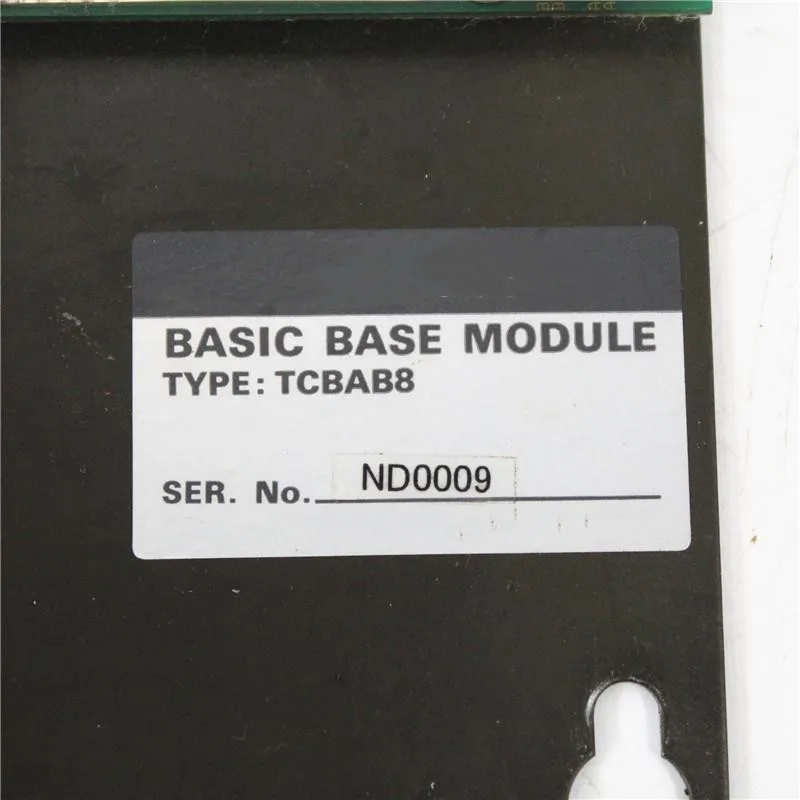 BASIC BASE MODULE
TYPE: TCBAB8
SER. No. ND0009